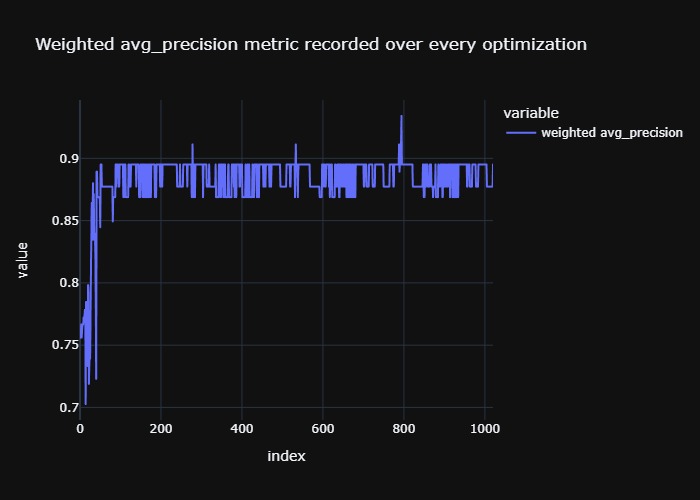 Weighted avg_precision metric recorded over every optimization
variable
weighted avg_precision
value
0.9
0.85
0.8
0.75
0.7
0 200 400 600 800 1000
index